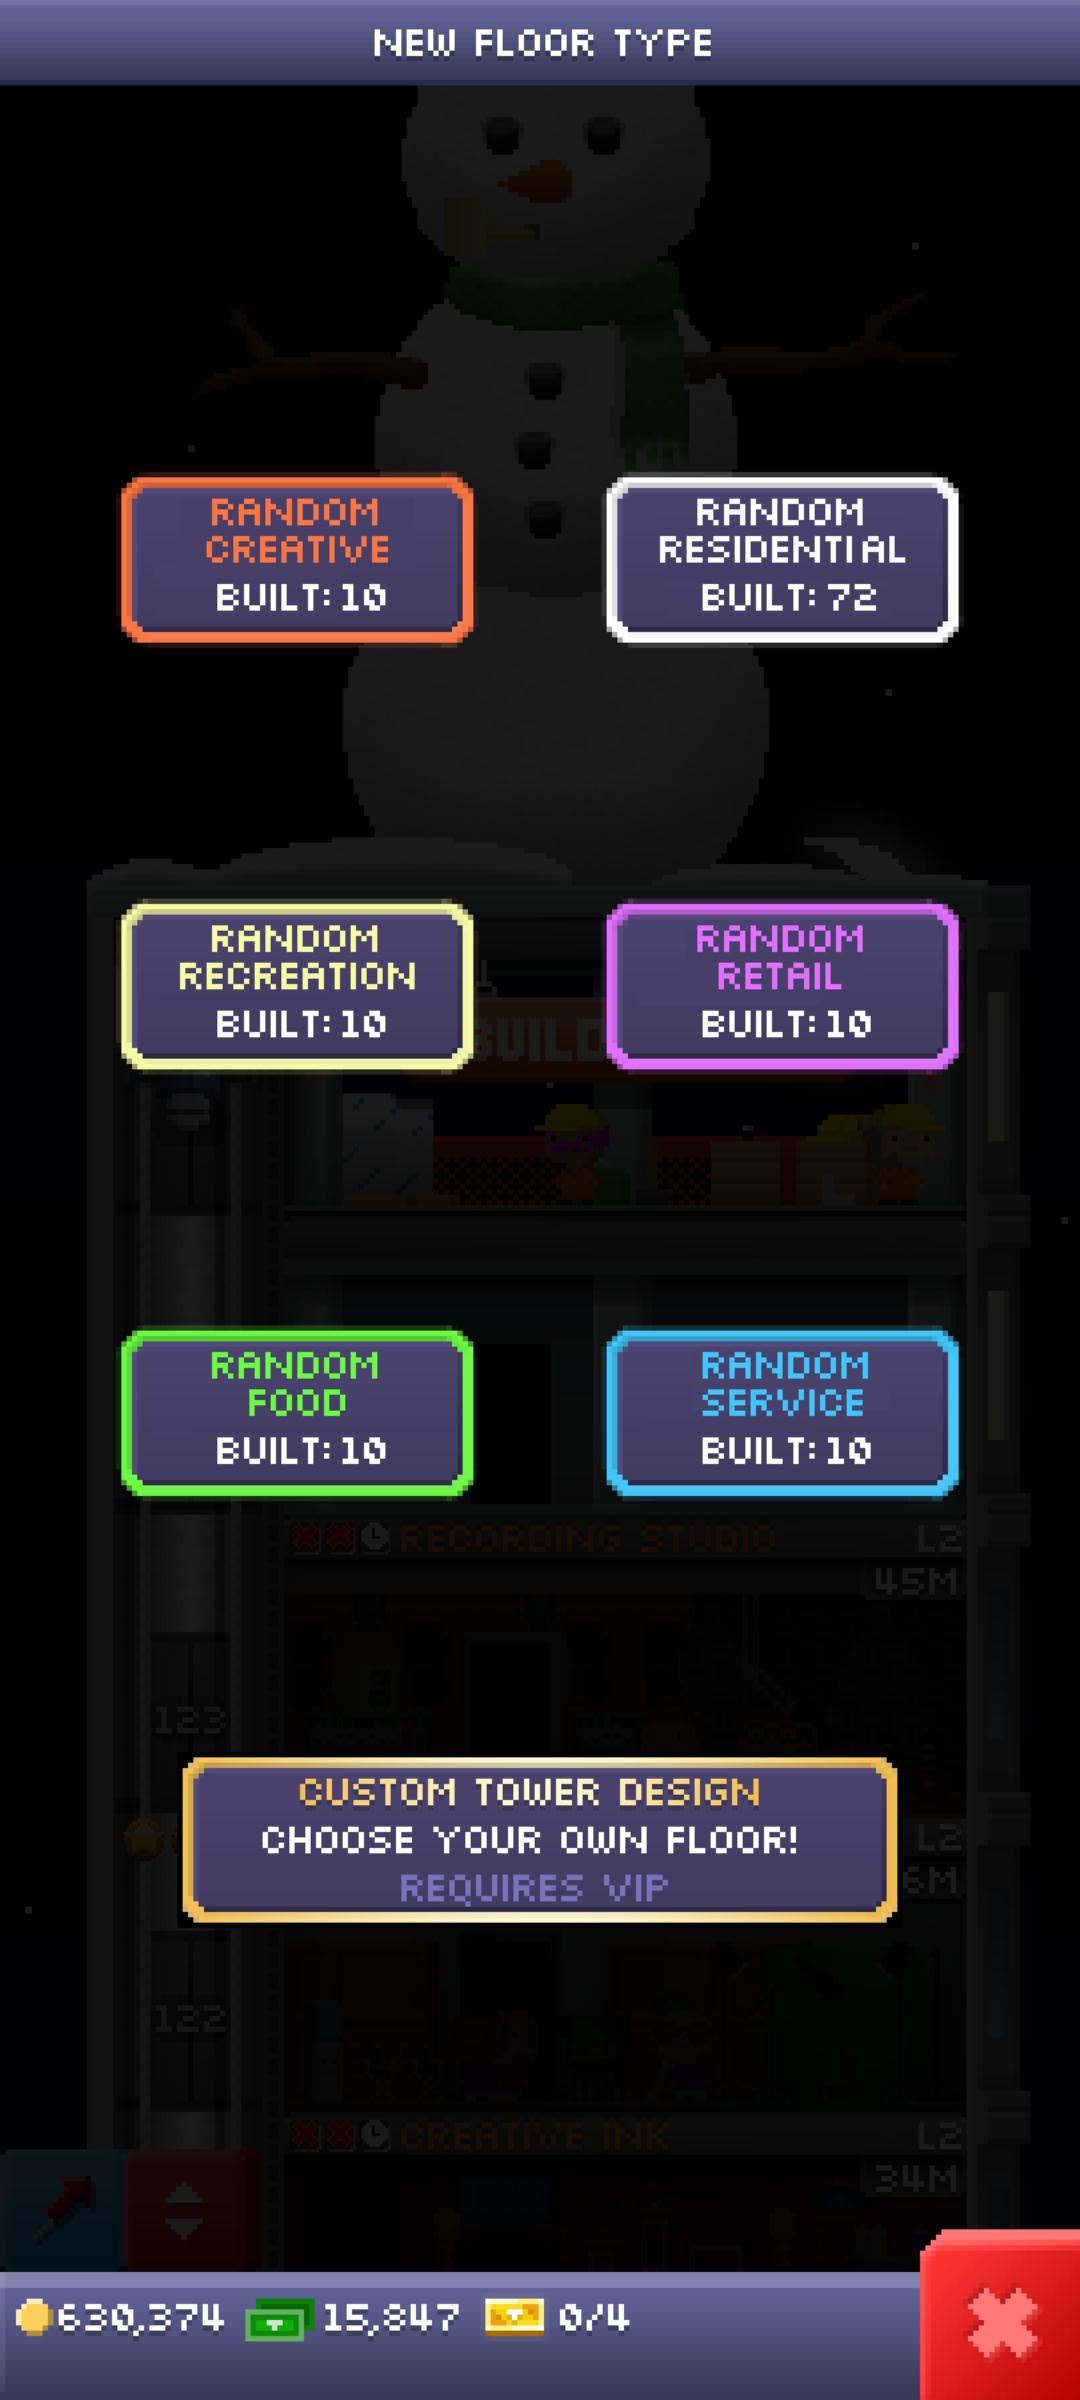 NEW FLOOR TYPE
RANDOM
CREATIVE
BUILT: 10
RANDOM
RESIDENTIAL
BUILT: 72
RANDOM
RECREATION
BUILT: 10
RANDOM
RETAIL
BUILT: 10
BUILD
RANDOM
FOOD
BUILT: 10
RANDOM
SERVICE
BUILT: 10
RECORDING STUDIO L2
45M
123
CUSTOM TOWER DESIGN
CHOOSE YOUR OWN FLOOR!
REQUIRES VIP
L2
6M
122
CREATIVE INK L2
34M
630,374 15,847 0/4